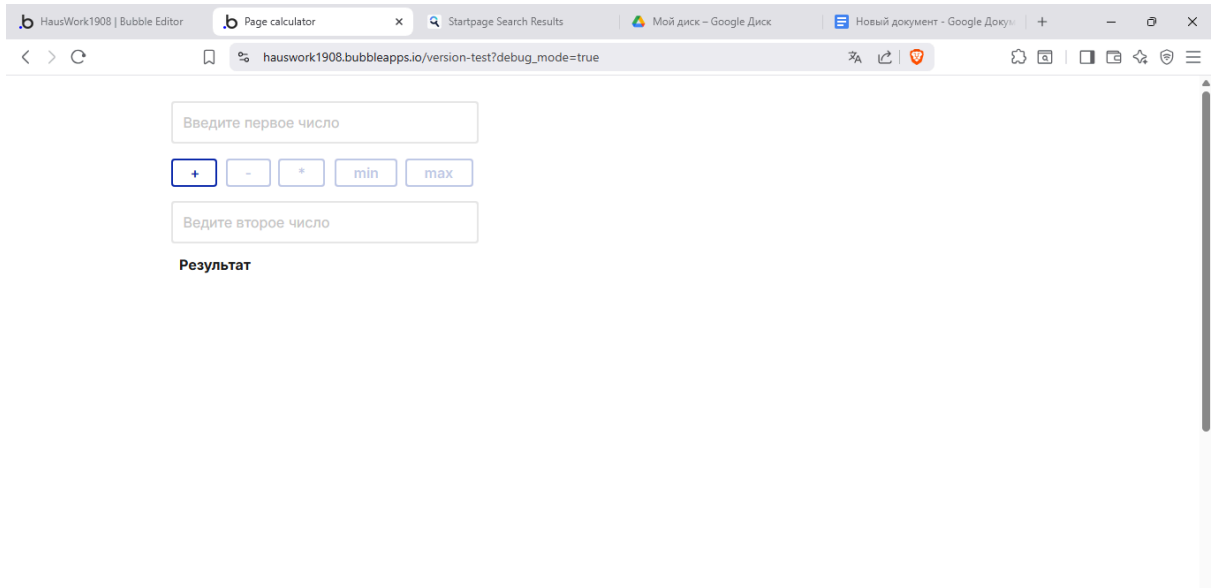 HausWork1908 | Bubble Editor
Page calculator
Startpage Search Results
Мой диск – Google Диск
Новый документ - Google Докум
hauswork1908.bubbleapps.io/version-test?debug_mode=true
Введите первое число
+ - * min max
Ведите второе число
Результат